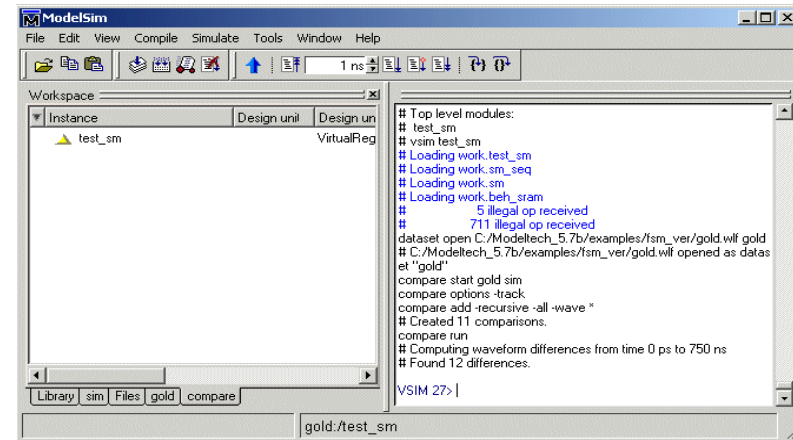 ModelSim
File Edit View Compile Simulate Tools Window Help
1 ns
Workspace
Instance Design unit Design un
test_sm VirtualReg
Library sim Files gold compare
# Top level modules:
# test_sm
# vsim test_sm
# Loading work.test_sm
# Loading work.sm_seq
# Loading work.sm
# Loading work.beh_sram
# 5 illegal op received
# 711 illegal op received
dataset open C:/Modeltech_5.7b/examples/fsm_ver/gold.wlf gold
# C:/Modeltech_5.7b/examples/fsm_ver/gold.wlf opened as datas
et "gold"
compare start gold sim
compare options -track
compare add -recursive -all -wave *
# Created 11 comparisons.
compare run
# Computing waveform differences from time 0 ps to 750 ns
# Found 12 differences.
VSIM 27>
gold:/test_sm